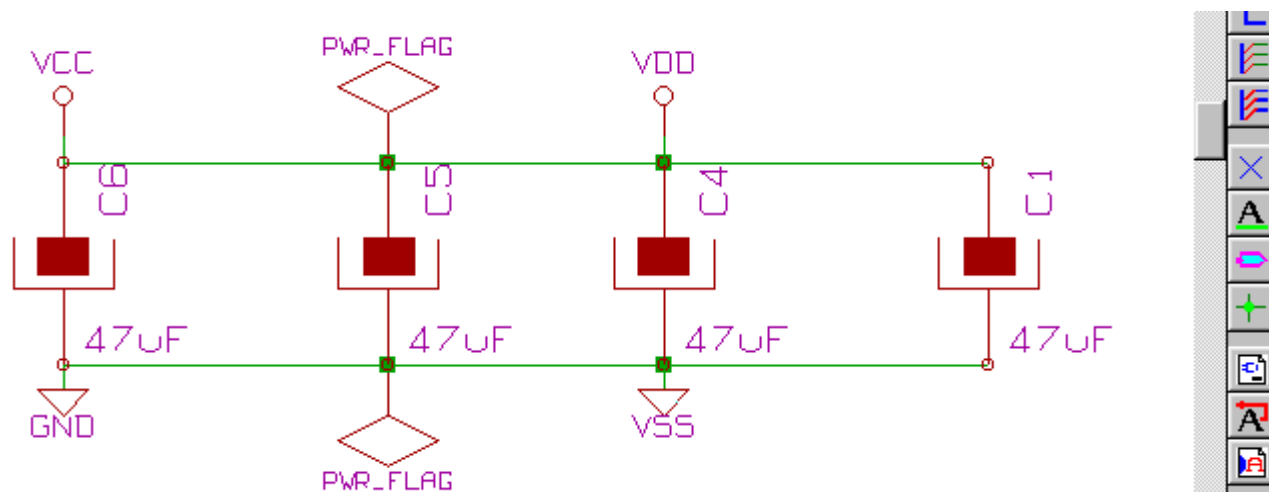 PWR_FLAG
VCC
VDD
C6
C5
C4
C1
47uF
47uF
47uF
47uF
GND
VSS
PWR_FLAG
A
A
A